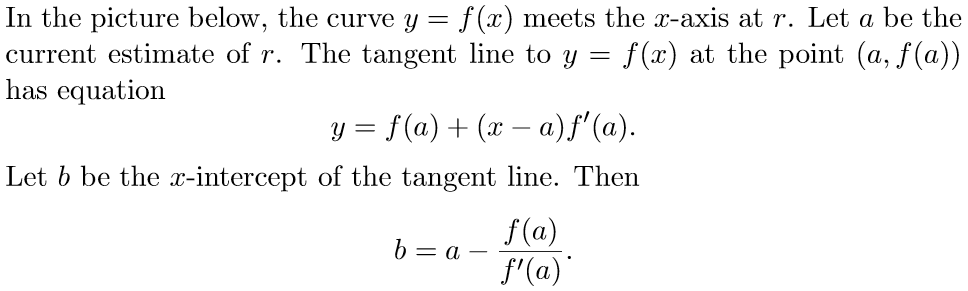 In the picture below, the curve y = f(x) meets the x-axis at r. Let a be the
current estimate of r. The tangent line to y = f(x) at the point (a, f(a))
has equation
y = f(a) + (x − a)f′(a).
Let b be the x-intercept of the tangent line. Then
b = a − f(a)/f′(a).